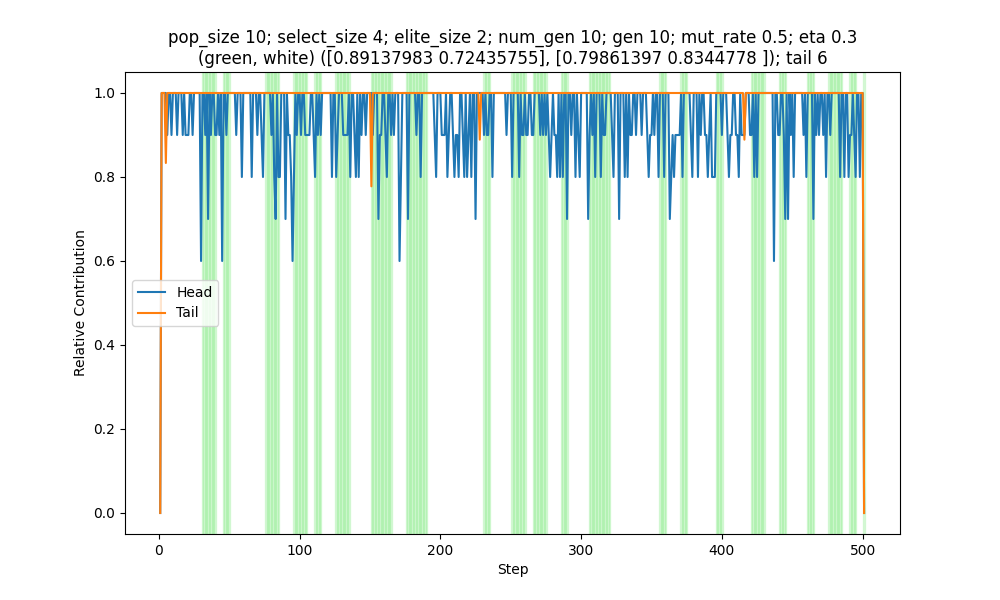 pop_size 10; select_size 4; elite_size 2; num_gen 10; gen 10; mut_rate 0.5; eta 0.3
(green, white) ([0.89137983 0.72435755], [0.79861397 0.8344778 ]); tail 6
1.0
0.8
0.6
0.4
0.2
0.0
Relative Contribution
Head
Tail
0
100
200
300
400
500
Step